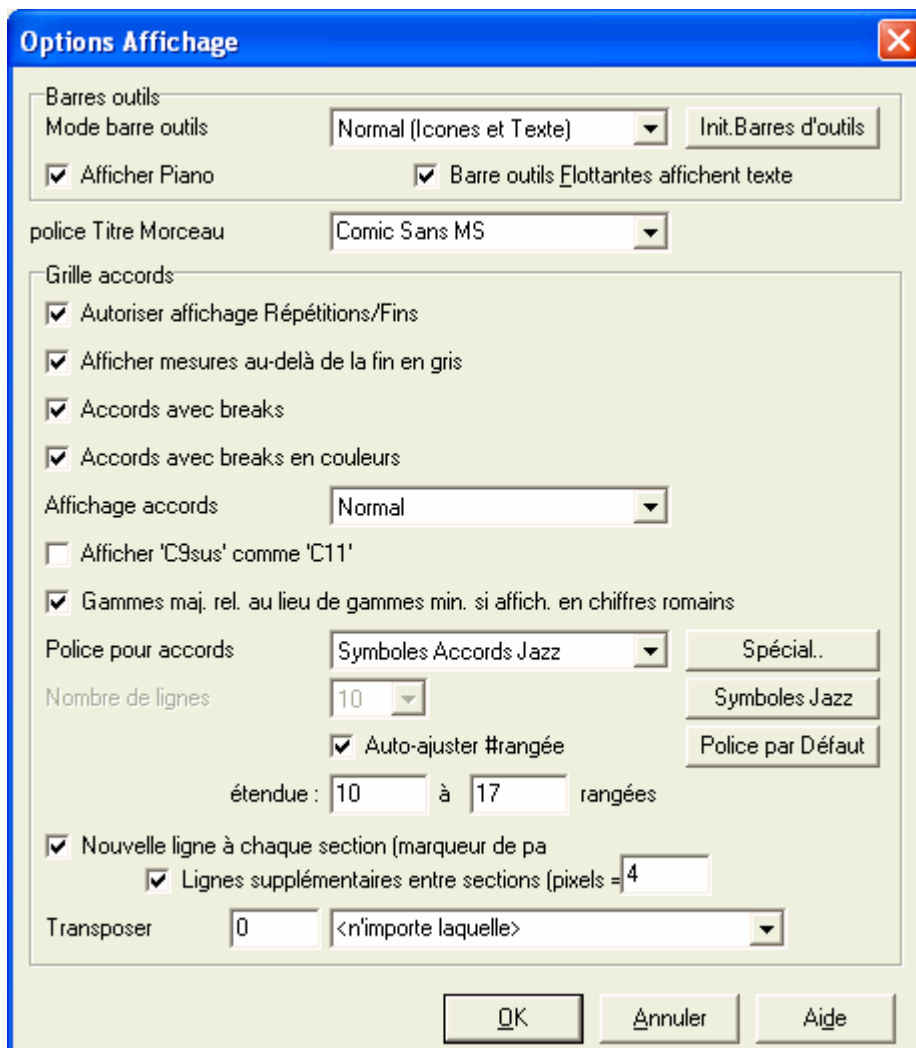 Options Affichage
Barres outils
Mode barre outils Normal (Icones et Texte) Init.Barres d'outils
Afficher Piano Barre outils Flottantes affichent texte
police Titre Morceau Comic Sans MS
Grille accords
Autoriser affichage Répétitions/Fins
Afficher mesures au-delà de la fin en gris
Accords avec breaks
Accords avec breaks en couleurs
Affichage accords Normal
Afficher 'C9sus' comme 'C11'
Gammes maj. rel. au lieu de gammes min. si affich. en chiffres romains
Police pour accords Symboles Accords Jazz Spécial..
Nombre de lignes 10 Symboles Jazz
Auto-ajuster #rangée Police par Défaut
étendue : 10 à 17 rangées
Nouvelle ligne à chaque section (marqueur de pa
Lignes supplémentaires entre sections (pixels = 4
Transposer 0 <n'importe laquelle>
OK Annuler Aide